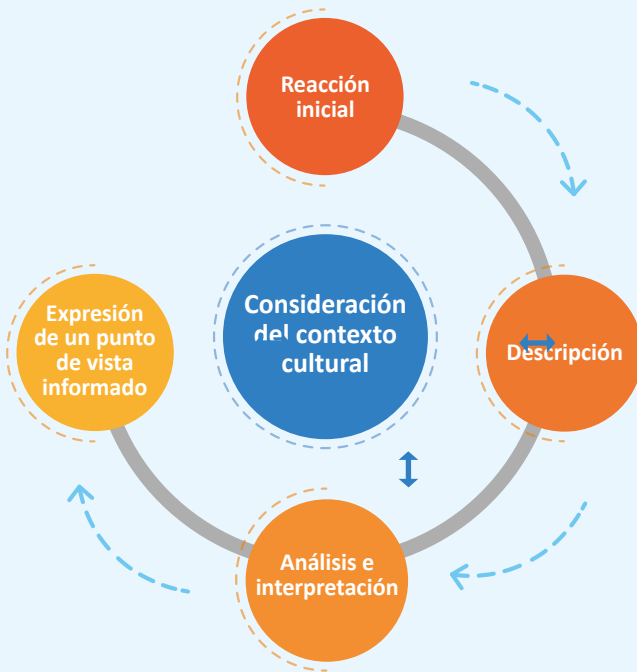 Reacción
inicial
Consideración
del contexto
cultural
Descripción
Análisis e
interpretación
Expresión
de un punto
de vista
informado